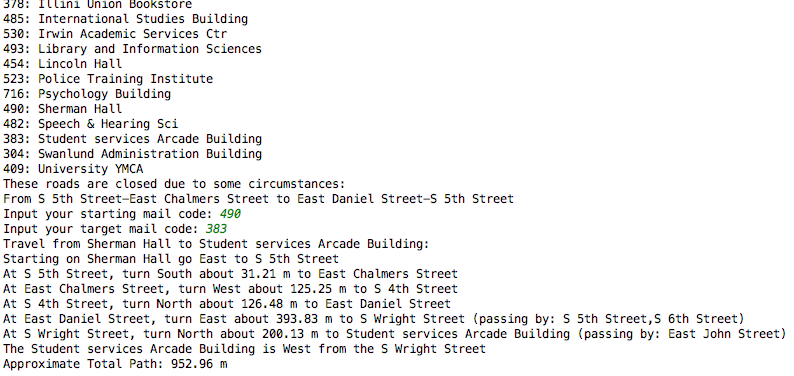 378: Illini Union Bookstore
485: International Studies Building
530: Irwin Academic Services Ctr
493: Library and Information Sciences
454: Lincoln Hall
523: Police Training Institute
716: Psychology Building
490: Sherman Hall
482: Speech & Hearing Sci
383: Student services Arcade Building
304: Swanlund Administration Building
409: University YMCA
These roads are closed due to some circumstances:
From S 5th Street—East Chalmers Street to East Daniel Street—S 5th Street
Input your starting mail code: 490
Input your target mail code: 383
Travel from Sherman Hall to Student services Arcade Building:
Starting on Sherman Hall go East to S 5th Street
At S 5th Street, turn South about 31.21 m to East Chalmers Street
At East Chalmers Street, turn West about 125.25 m to S 4th Street
At S 4th Street, turn North about 126.48 m to East Daniel Street
At East Daniel Street, turn East about 393.83 m to S Wright Street (passing by: S 5th Street,S 6th Street)
At S Wright Street, turn North about 200.13 m to Student services Arcade Building (passing by: East John Street)
The Student services Arcade Building is West from the S Wright Street
Approximate Total Path: 952.96 m